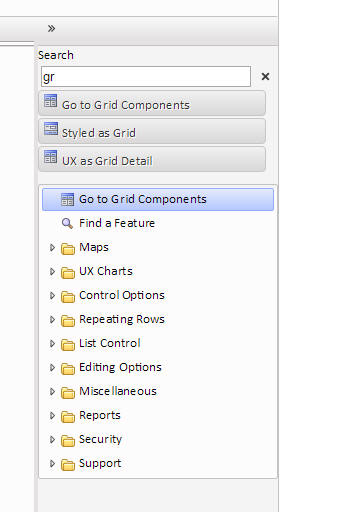 »
Search
gr
Go to Grid Components
Styled as Grid
UX as Grid Detail
Go to Grid Components
Find a Feature
Maps
UX Charts
Control Options
Repeating Rows
List Control
Editing Options
Miscellaneous
Reports
Security
Support